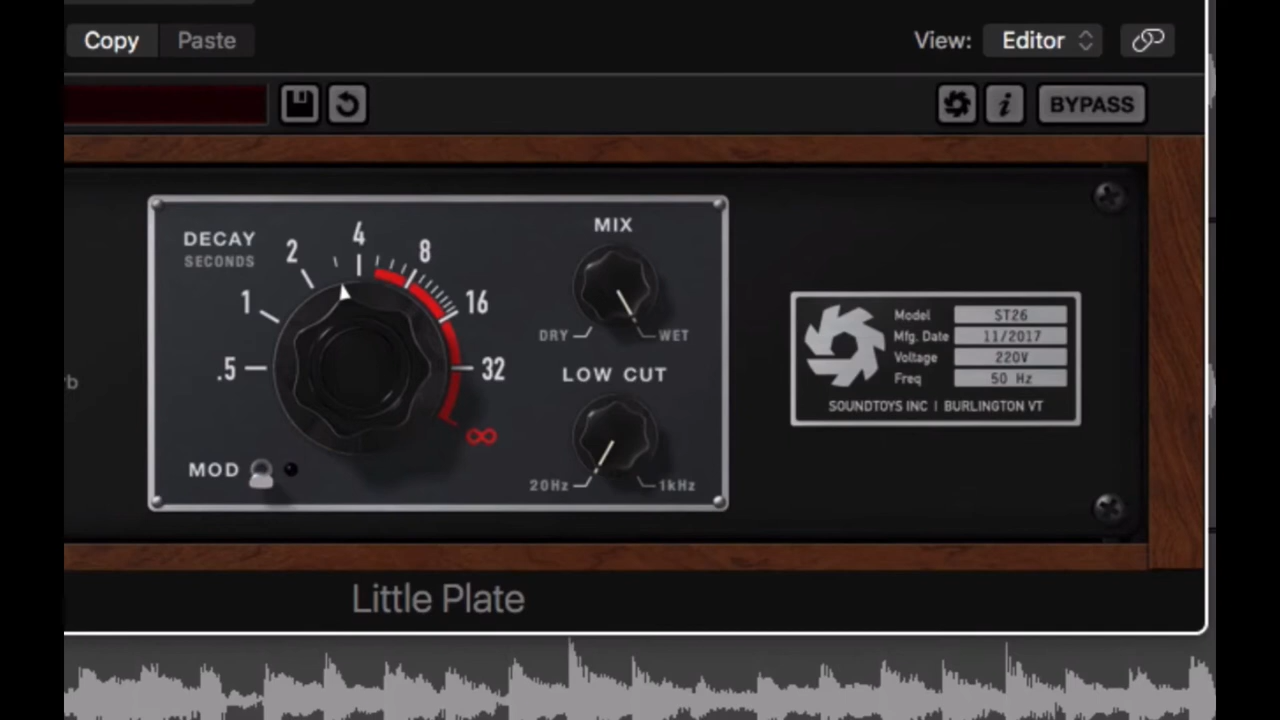 Copy Paste View: Editor
i BYPASS
DECAY
SECONDS
.5 1 2 4 8 16 32 ∞
MOD
MIX
DRY WET
LOW CUT
20Hz 1kHz
Model ST26
Mfg. Date 11/2017
Voltage 220V
Freq 50 Hz
SOUNDTOYS INC | BURLINGTON VT
Little Plate